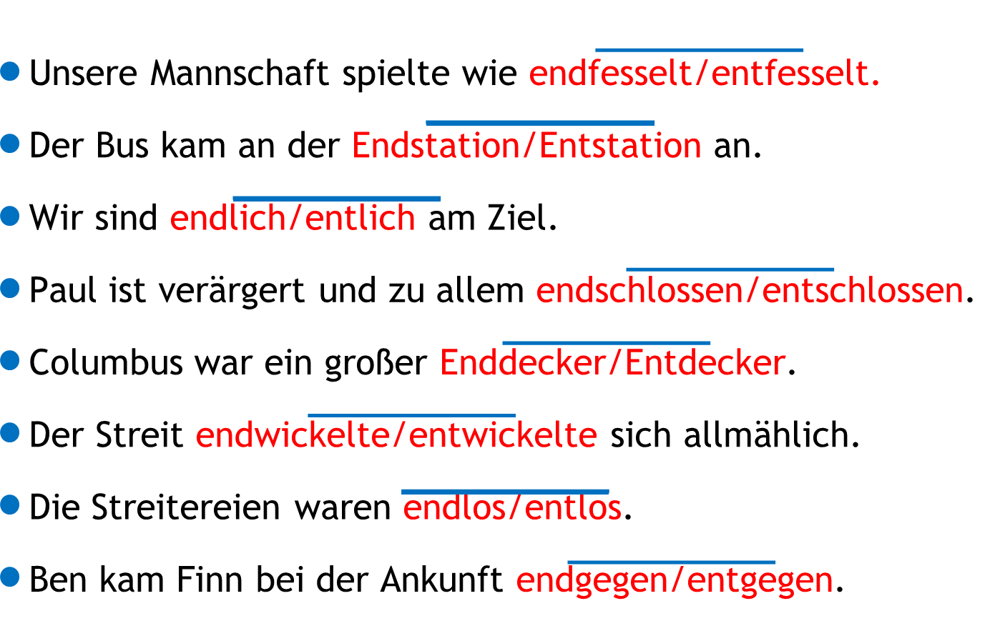 • Unsere Mannschaft spielte wie endfesselt/entfesselt.
• Der Bus kam an der Endstation/Entstation an.
• Wir sind endlich/entlich am Ziel.
• Paul ist verärgert und zu allem endschlossen/entschlossen.
• Columbus war ein großer Enddecker/Entdecker.
• Der Streit endwickelte/entwickelte sich allmählich.
• Die Streitereien waren endlos/entlos.
• Ben kam Finn bei der Ankunft endgegen/entgegen.